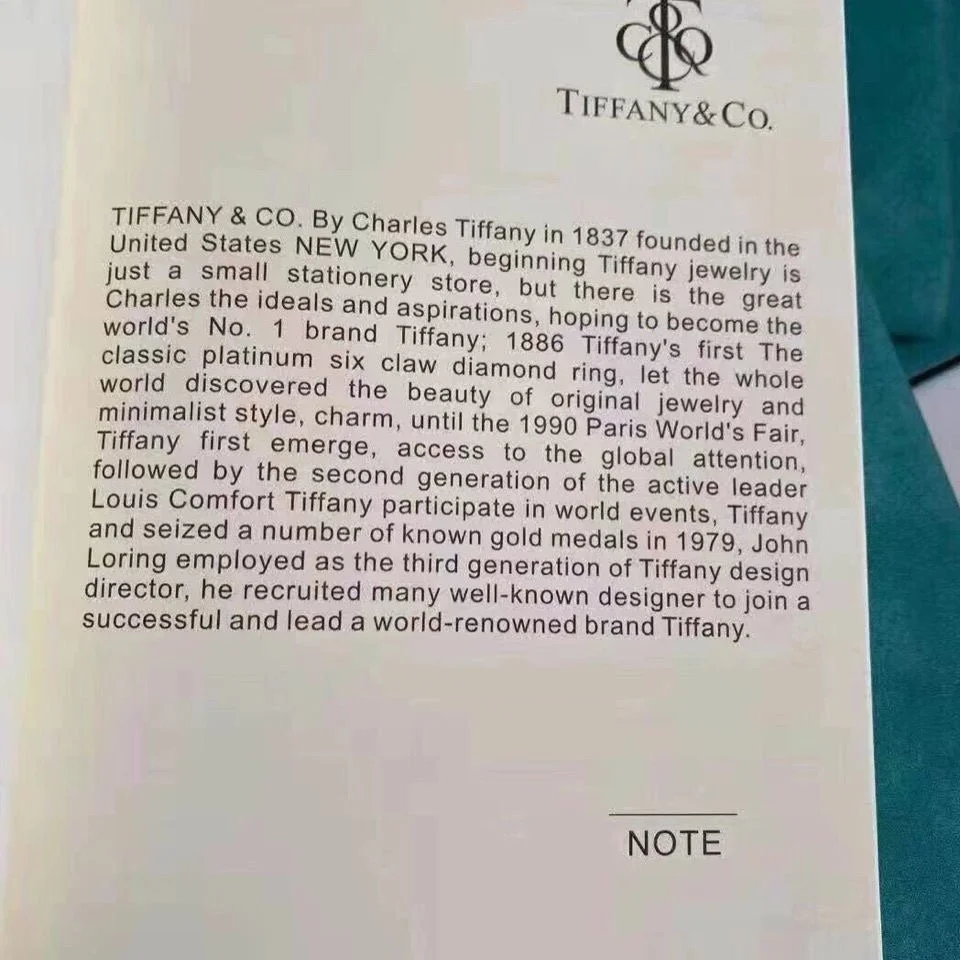 TIFFANY & CO.
TIFFANY & CO. By Charles Tiffany in 1837 founded in the
United States NEW YORK, beginning Tiffany jewelry is
just a small stationery store, but there is the great
Charles the ideals and aspirations, hoping to become the
world's No. 1 brand Tiffany; 1886 Tiffany's first The
classic platinum six claw diamond ring, let the whole
world discovered the beauty of original jewelry and
minimalist style, charm, until the 1990 Paris World's Fair,
Tiffany first emerge, access to the global attention,
followed by the second generation of the active leader
Louis Comfort Tiffany participate in world events, Tiffany
and seized a number of known gold medals in 1979, John
Loring employed as the third generation of Tiffany design
director, he recruited many well-known designer to join a
successful and lead a world-renowned brand Tiffany.
NOTE